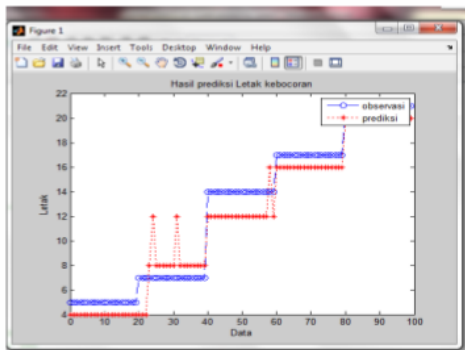 Figure 1
File Edit View Insert Tools Desktop Window Help
Hasil prediksi Letak kebocoran
observasi
prediksi
Letak
22
20
18
16
14
12
10
8
6
4
0 10 20 30 40 50 60 70 80 90 100
Data